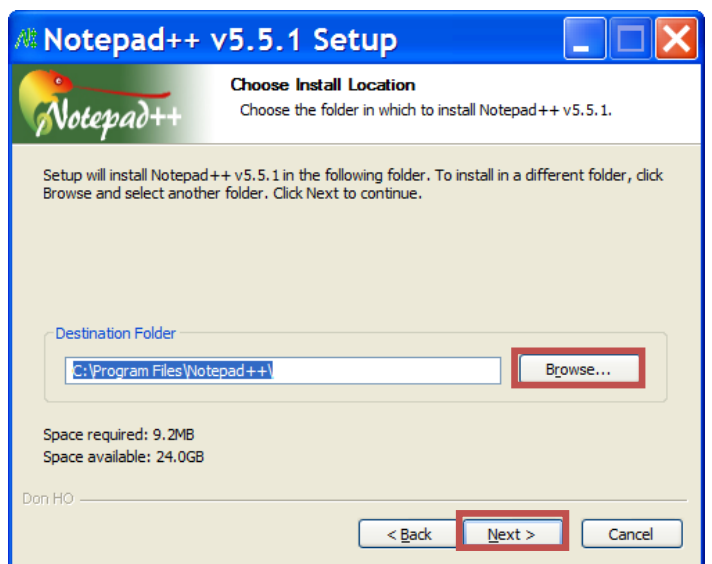 Notepad++ v5.5.1 Setup
Notepad++
Choose Install Location
Choose the folder in which to install Notepad++ v5.5.1.
Setup will install Notepad++ v5.5.1 in the following folder. To install in a different folder, click
Browse and select another folder. Click Next to continue.
Destination Folder
C:\Program Files\Notepad++\
Browse...
Space required: 9.2MB
Space available: 24.0GB
Don HO
< Back
Next >
Cancel